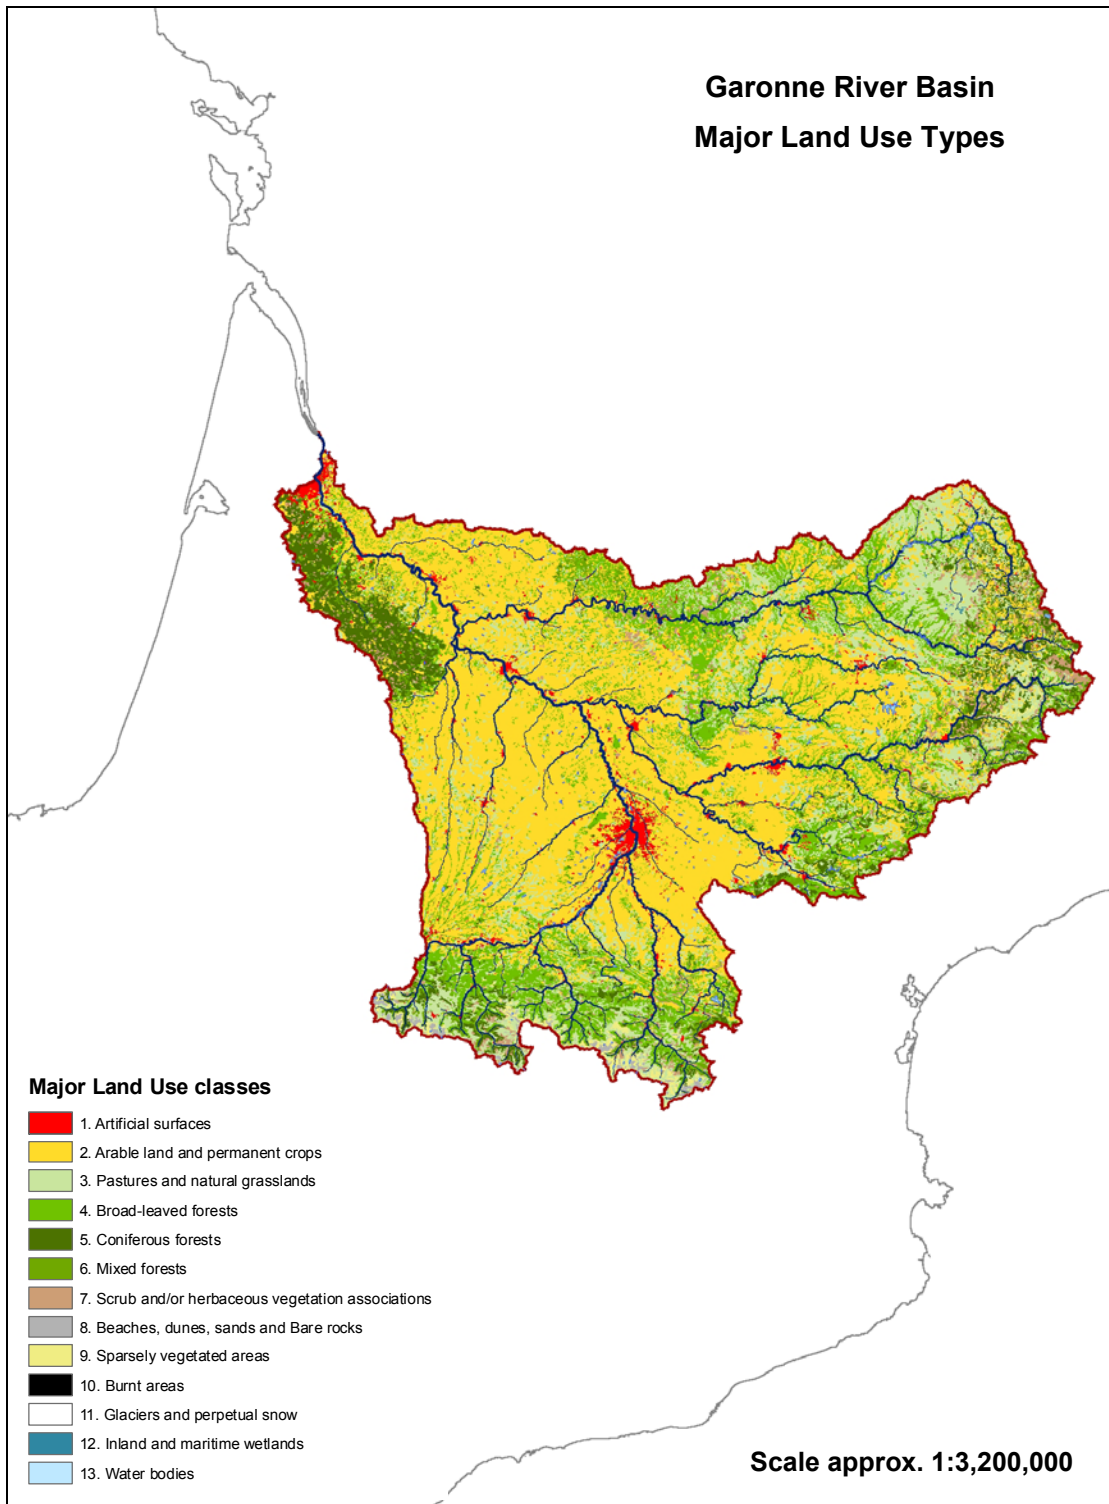 Garonne River Basin
Major Land Use Types
Major Land Use classes
1. Artificial surfaces
2. Arable land and permanent crops
3. Pastures and natural grasslands
4. Broad-leaved forests
5. Coniferous forests
6. Mixed forests
7. Scrub and/or herbaceous vegetation associations
8. Beaches, dunes, sands and Bare rocks
9. Sparsely vegetated areas
10. Burnt areas
11. Glaciers and perpetual snow
12. Inland and maritime wetlands
13. Water bodies
Scale approx. 1:3,200,000